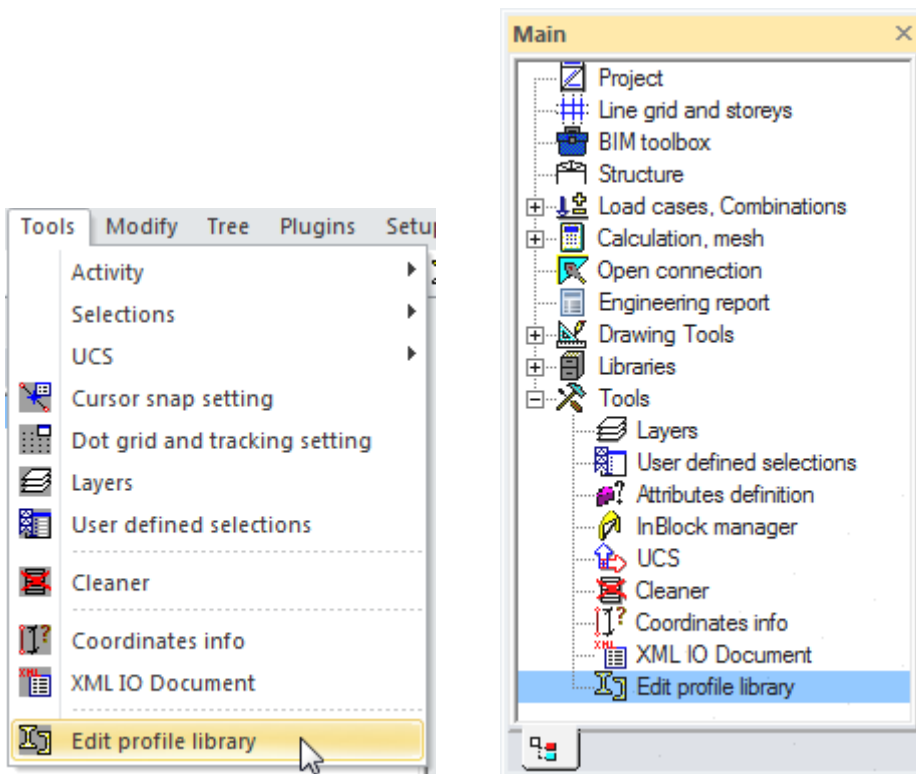 Tools Modify Tree Plugins Setu
Activity
Selections
UCS
Cursor snap setting
Dot grid and tracking setting
Layers
User defined selections
Cleaner
Coordinates info
XML IO Document
Edit profile library
Main
Project
Line grid and storeys
BIM toolbox
Structure
Load cases, Combinations
Calculation, mesh
Open connection
Engineering report
Drawing Tools
Libraries
Tools
Layers
User defined selections
Attributes definition
InBlock manager
UCS
Cleaner
Coordinates info
XML IO Document
Edit profile library